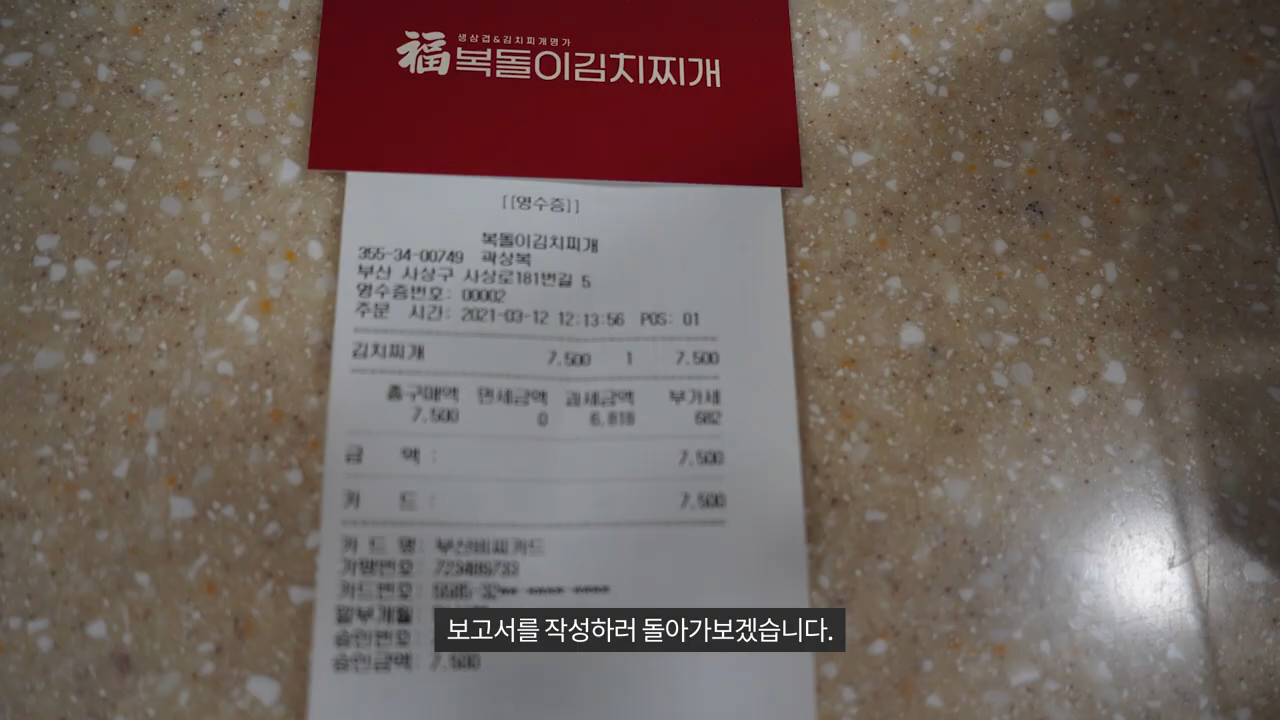 생삼겹&김치찌개명가
福복돌이김치찌개
[[영수증]]
복돌이김치찌개
355-34-00749 곽상복
부산 사상구 사상로181번길 5
영수증번호: 00002
주문 시간: 2021-03-12 12:13:56 POS: 01
김치찌개 7,500 1 7,500
총구매액 면세금액 과세금액 부가세
7,500 0 6,818 682
금 액 : 7,500
카 드 : 7,500
카 드 명: 부산비씨카드
가맹번호: 723485733
카드번호:
할부개월
승인번호:
승인금액: 7,500
보고서를 작성하러 돌아가보겠습니다.